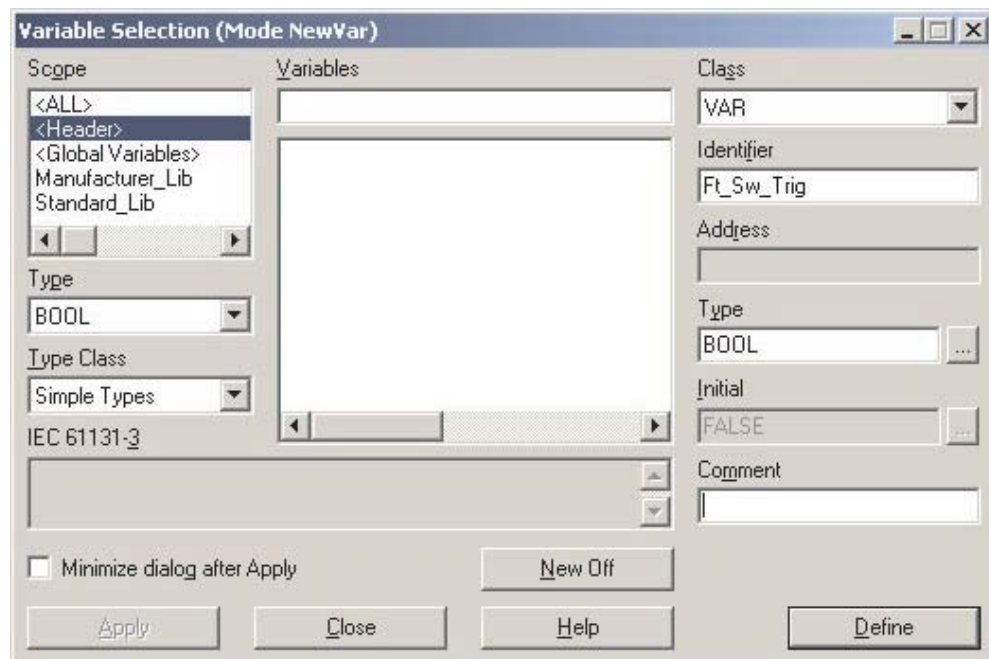 Variable Selection (Mode NewVar)
Scope
<ALL>
<Header>
<Global Variables>
Manufacturer_Lib
Standard_Lib
Type
BOOL
Type Class
Simple Types
IEC 61131-3
Variables
Class
VAR
Identifier
Ft_Sw_Trig
Address
Type
BOOL
...
Initial
FALSE
...
Comment
Minimize dialog after Apply
New Off
Apply
Close
Help
Define